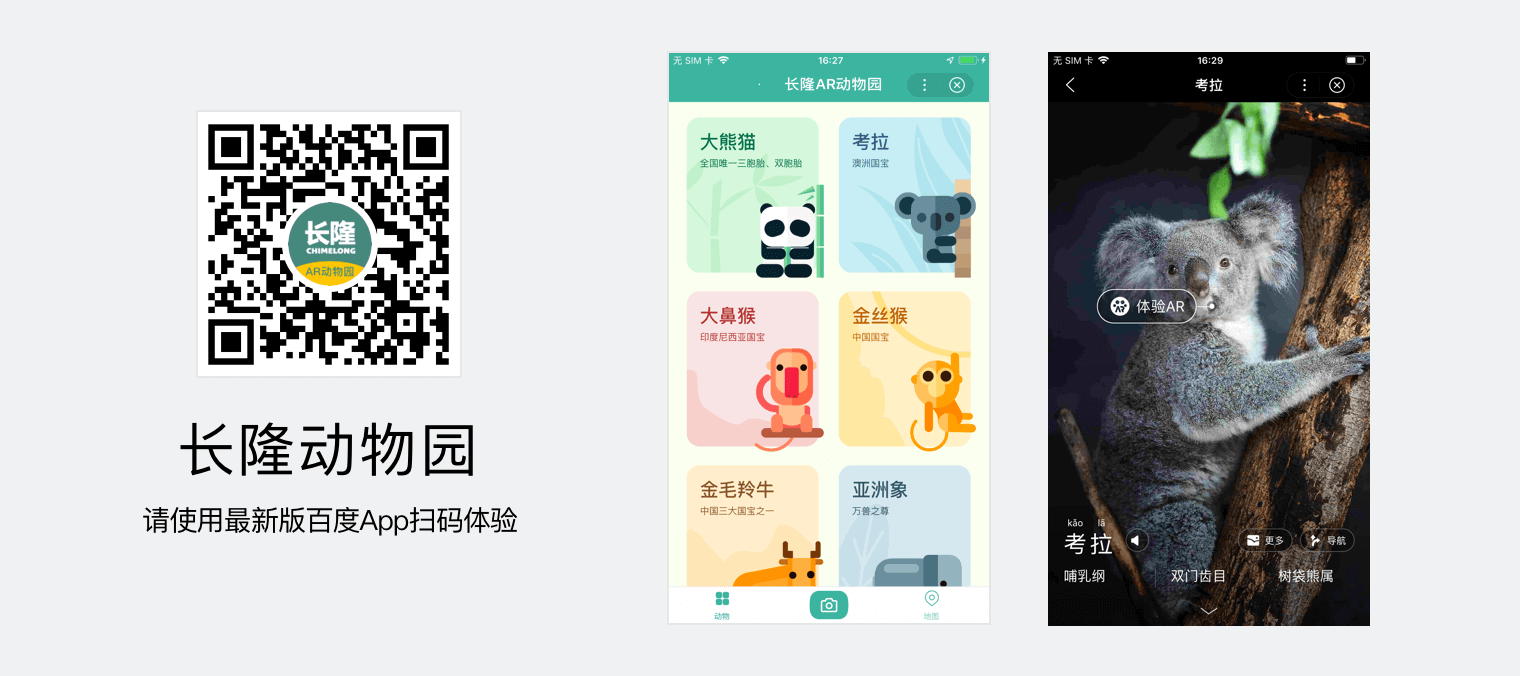 长隆
CHIMELONG
AR动物园
长隆动物园
请使用最新版百度App扫码体验
无 SIM 卡
16:27
长隆AR动物园
大熊猫
全国唯一三胞胎、双胞胎
考拉
澳洲国宝
大鼻猴
印度尼西亚国宝
金丝猴
中国国宝
金毛羚牛
中国三大国宝之一
亚洲象
万兽之尊
动物
地图
无 SIM 卡
16:29
考拉
体验AR
kǎo lā
考拉
更多
导航
哺乳纲
双门齿目
树袋熊属